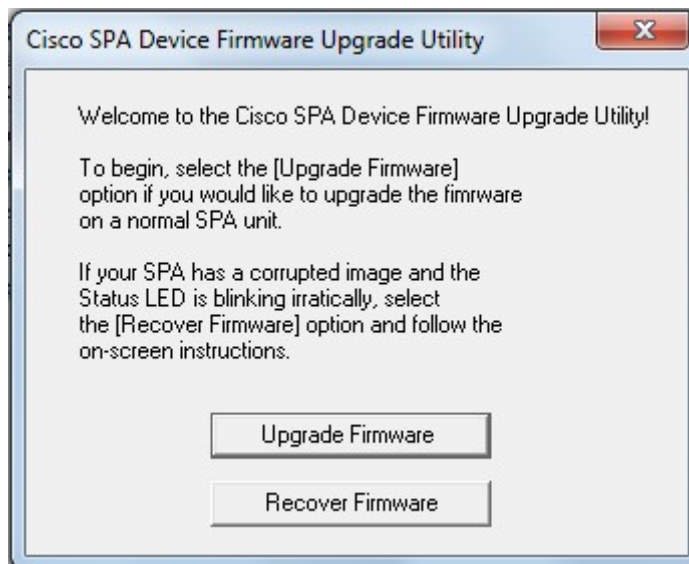 Cisco SPA Device Firmware Upgrade Utility
Welcome to the Cisco SPA Device Firmware Upgrade Utility!
To begin, select the [Upgrade Firmware]
option if you would like to upgrade the fimrware
on a normal SPA unit.
If your SPA has a corrupted image and the
Status LED is blinking irratically, select
the [Recover Firmware] option and follow the
on-screen instructions.
Upgrade Firmware
Recover Firmware